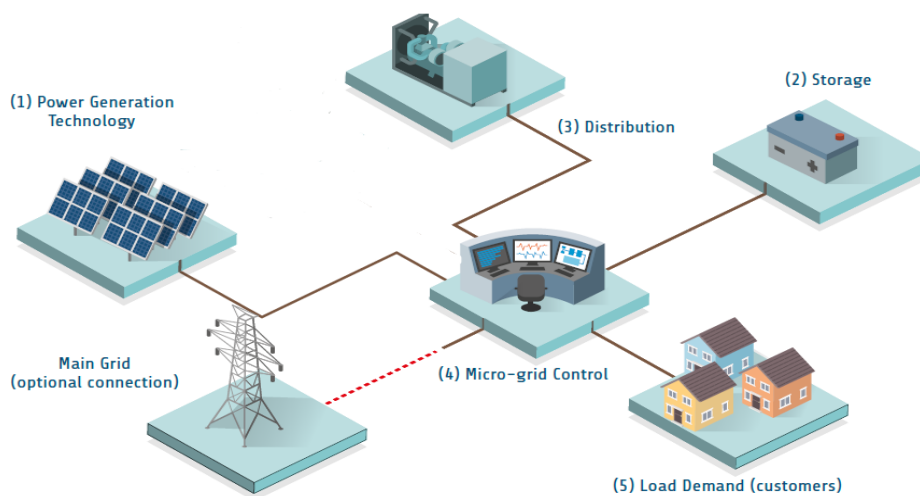 (1) Power Generation
Technology
(2) Storage
(3) Distribution
Main Grid
(optional connection)
(4) Micro-grid Control
(5) Load Demand (customers)